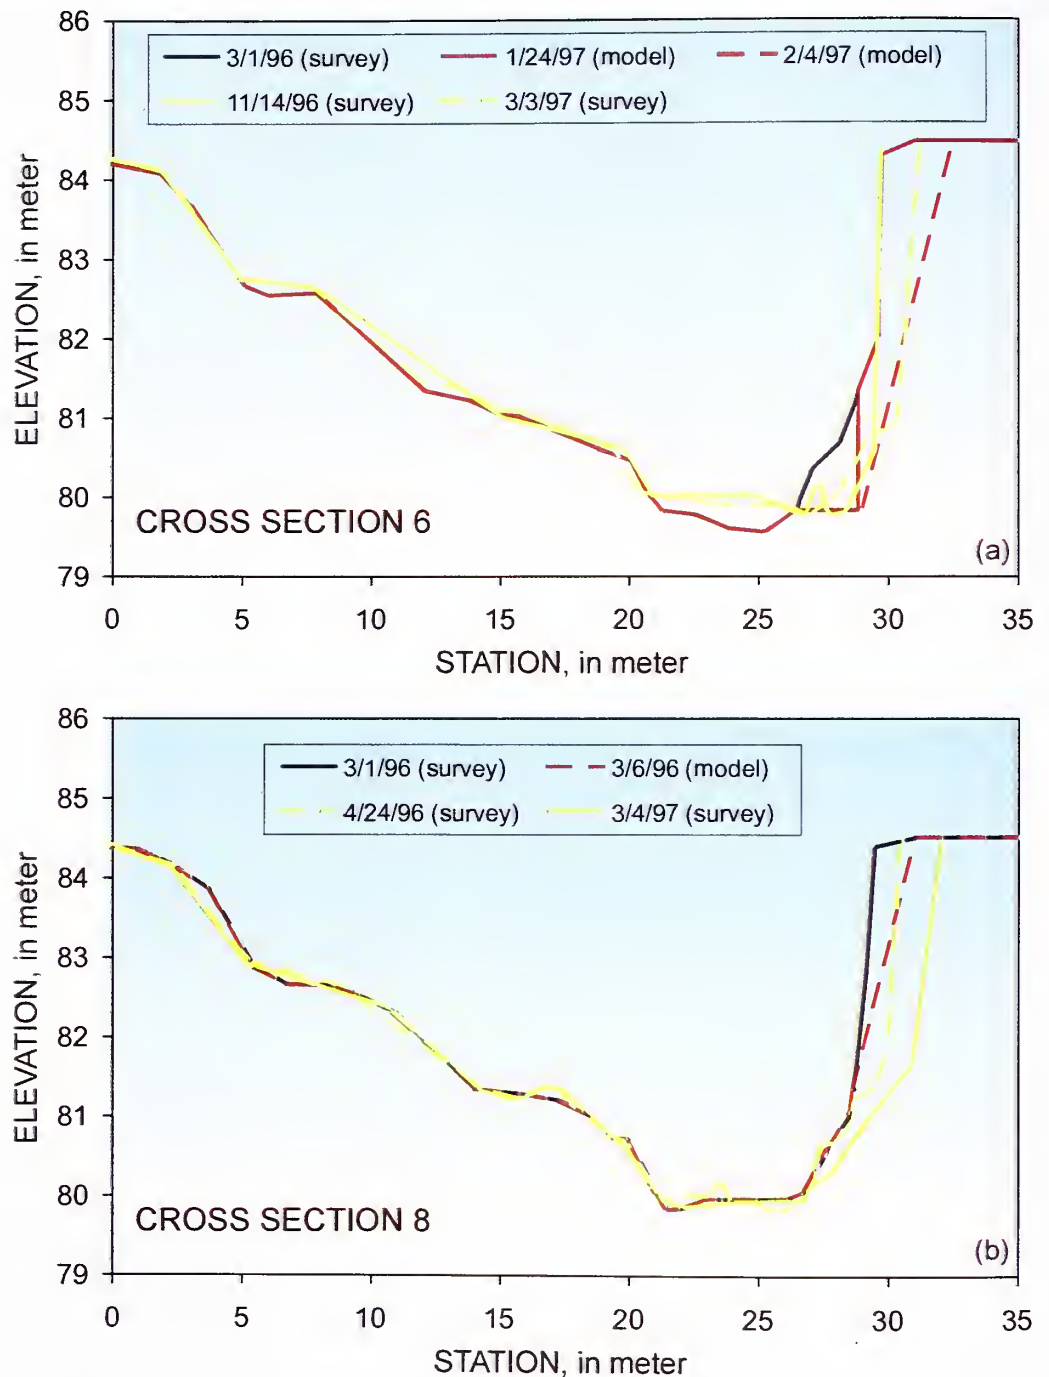 86
85
84
83
82
81
80
79
ELEVATION, in meter
3/1/96 (survey) 1/24/97 (model) 2/4/97 (model)
11/14/96 (survey) 3/3/97 (survey)
CROSS SECTION 6
(a)
0 5 10 15 20 25 30 35
STATION, in meter
86
85
84
83
82
81
80
79
ELEVATION, in meter
3/1/96 (survey) 3/6/96 (model)
4/24/96 (survey) 3/4/97 (survey)
CROSS SECTION 8
(b)
0 5 10 15 20 25 30 35
STATION, in meter